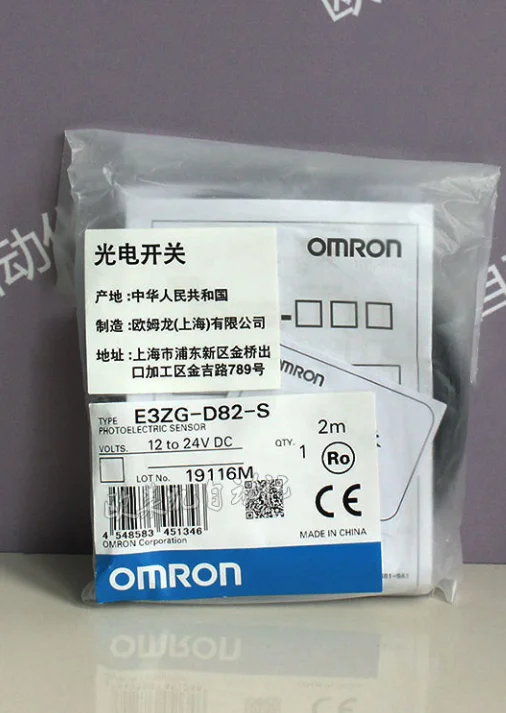 光电开关
产地:中华人民共和国
制造:欧姆龙(上海)有限公司
地址:上海市浦东新区金桥出
口加工区金吉路789号
OMRON
OMRON
TYPE E3ZG-D82-S 2m
PHOTOELECTRIC SENSOR
VOLTS. 12 to 24V DC QTY. 1
Ro
LOT No. 19116M
CE
4 548583 451346
MADE IN CHINA
OMRON Corporation
OMRON